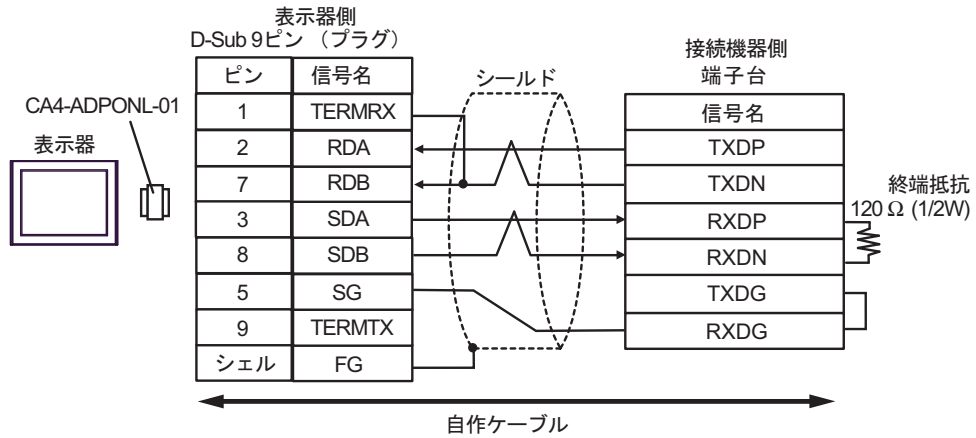 表示器側
D-Sub 9ピン （プラグ）
接続機器側
端子台
CA4-ADPONL-01
表示器
シールド
ピン 信号名
1 TERMRX
2 RDA
7 RDB
3 SDA
8 SDB
5 SG
9 TERMTX
シェル FG
信号名
TXDP
TXDN
RXDP
RXDN
TXDG
RXDG
終端抵抗
120 Ω (1/2W)
自作ケーブル